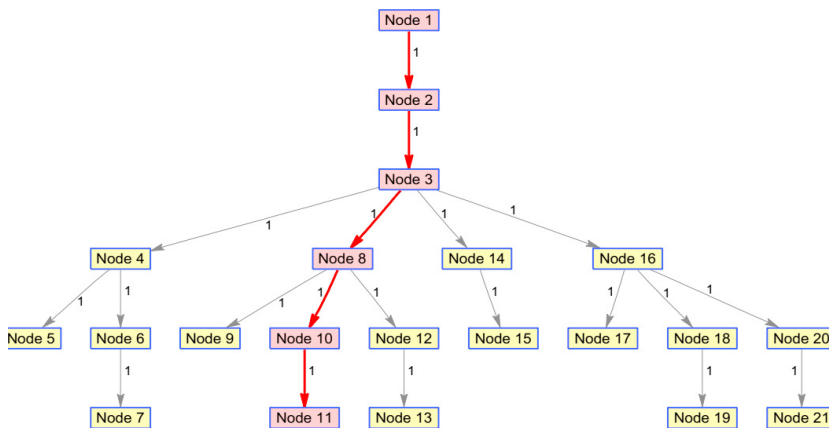 Node 1
1
Node 2
1
Node 3
1 1 1 1
Node 4 Node 8 Node 14 Node 16
1 1 1 1 1 1 1 1 1
Node 5 Node 6 Node 9 Node 10 Node 12 Node 15 Node 17 Node 18 Node 20
1 1 1 1 1
Node 7 Node 11 Node 13 Node 19 Node 21